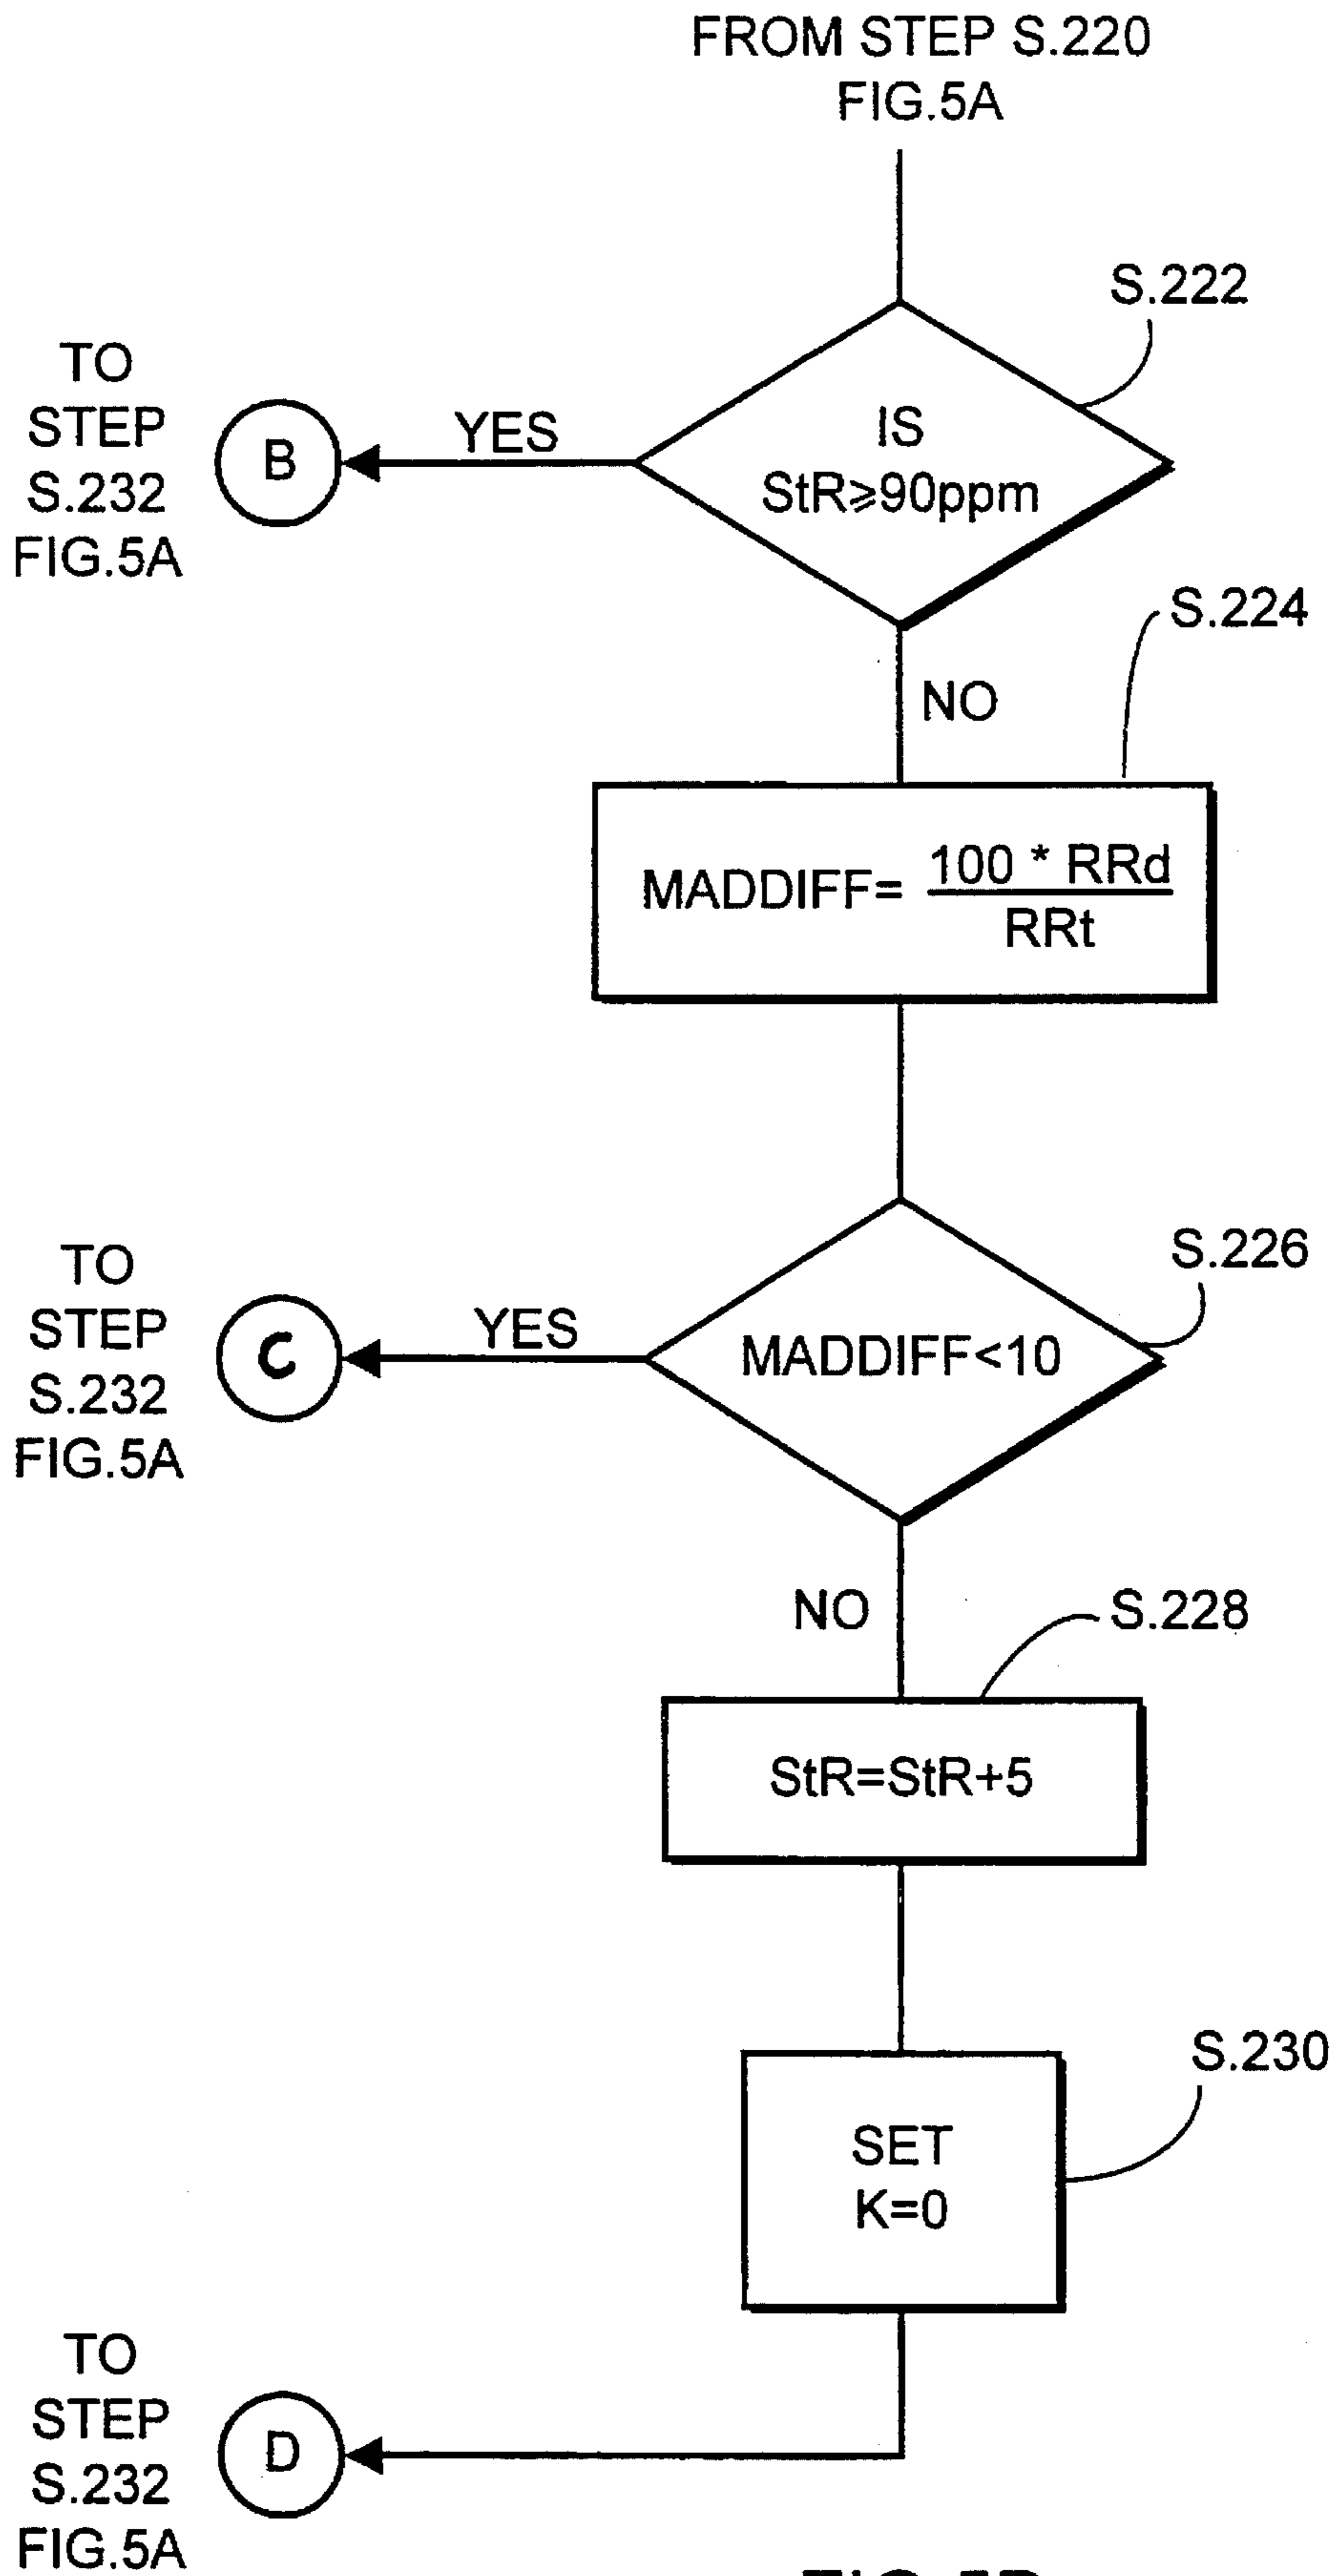 FROM STEP S.220
FIG.5A
S.222
TO
STEP
S.232
FIG.5A
B
YES
IS
StR⩾90ppm
S.224
NO
MADDIFF= 100 * RRd
RRt
S.226
TO
STEP
S.232
FIG.5A
C
YES
MADDIFF<10
NO
S.228
StR=StR+5
S.230
SET
K=0
TO
STEP
S.232
FIG.5A
D